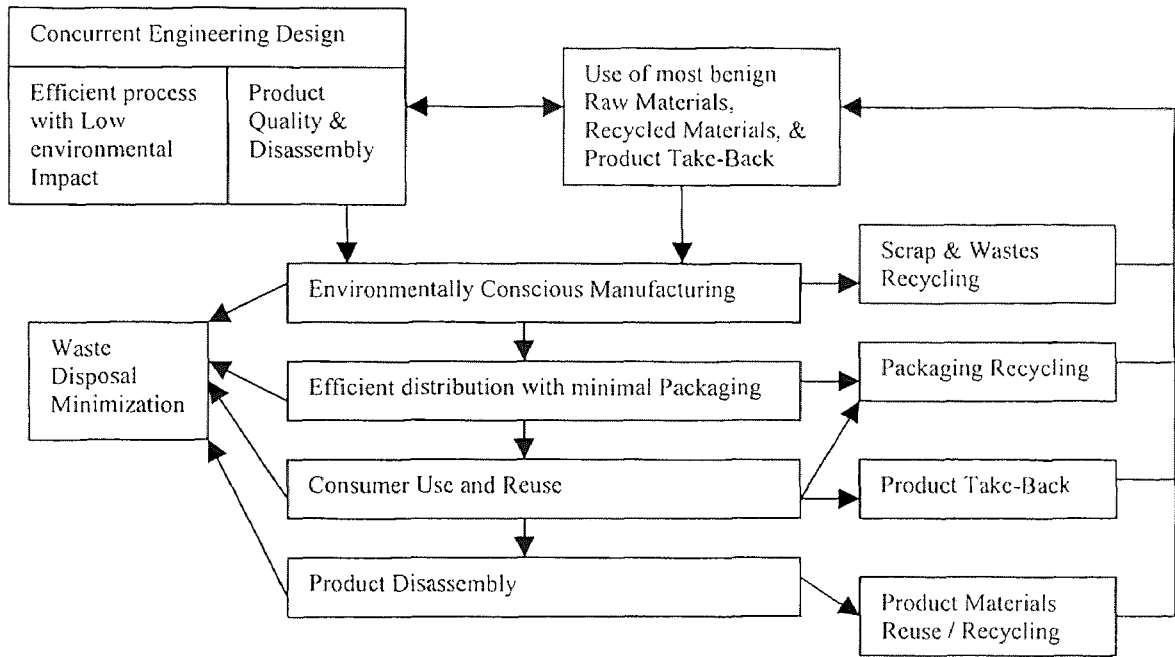 Concurrent Engineering Design
Efficient process
with Low
environmental
Impact
Product
Quality &
Disassembly
Use of most benign
Raw Materials,
Recycled Materials, &
Product Take-Back
Environmentally Conscious Manufacturing
Scrap & Wastes
Recycling
Waste
Disposal
Minimization
Efficient distribution with minimal Packaging
Packaging Recycling
Consumer Use and Reuse
Product Take-Back
Product Disassembly
Product Materials
Reuse / Recycling